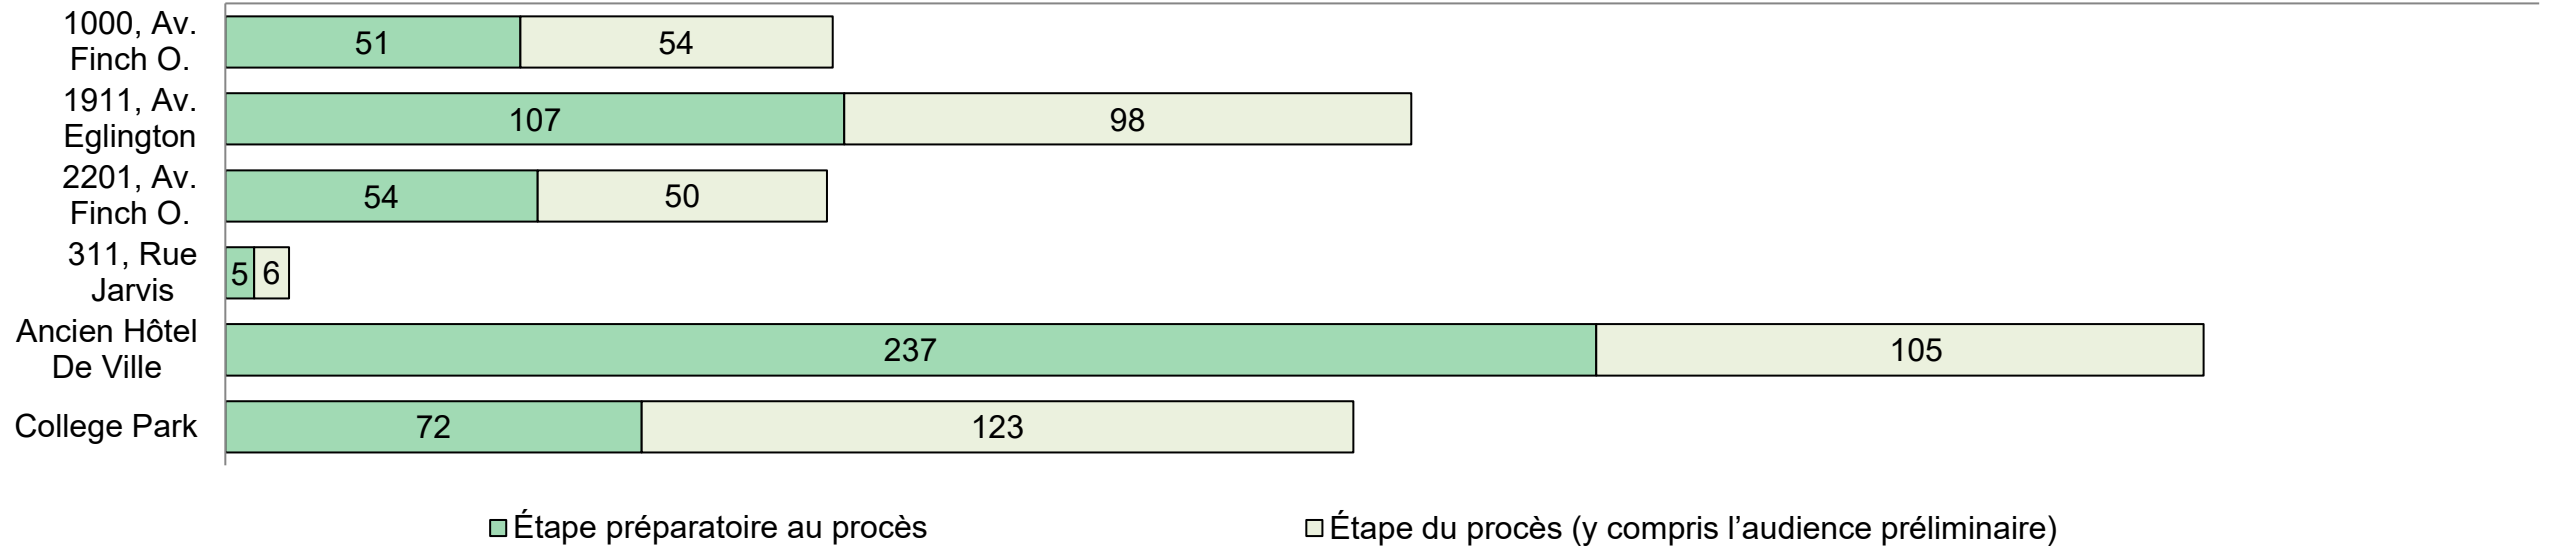 1000, Av.
Finch O.
51
54
1911, Av.
Eglington
107
98
2201, Av.
Finch O.
54
50
311, Rue
Jarvis
5
6
Ancien Hôtel
De Ville
237
105
College Park
72
123
Étape préparatoire au procès
Étape du procès (y compris l’audience préliminaire)